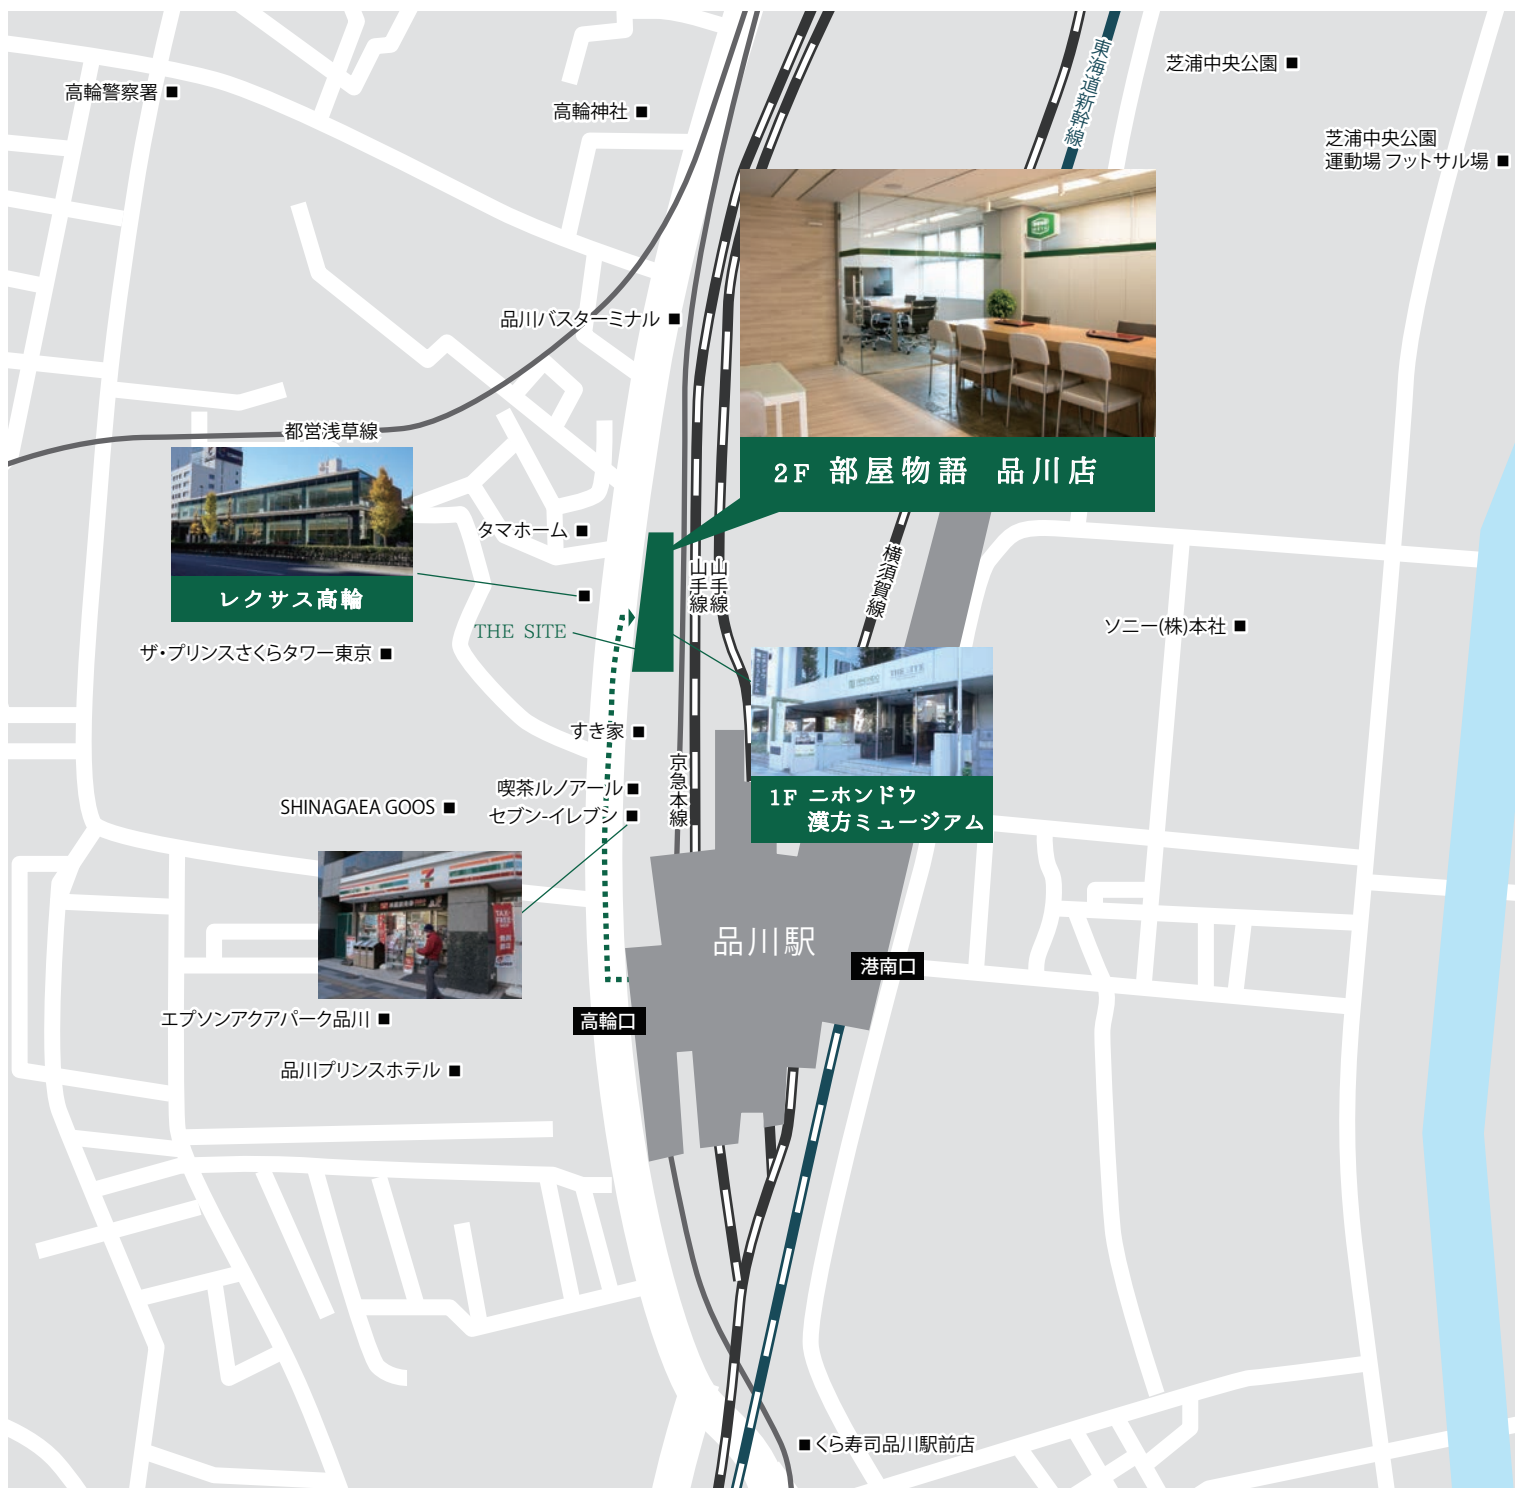 芝浦中央公園
高輪警察署
高輪神社
東海道新幹線
芝浦中央公園
運動場 フットサル場
品川バスターミナル
都営浅草線
2F 部屋物語 品川店
タマホーム
山手線
山手線
横須賀線
レクサス高輪
THE SITE
ソニー(株)本社
ザ・プリンスさくらタワー東京
THE SITE
すき家
京急本線
喫茶ルノアール
1F ニホンドウ
漢方ミュージアム
SHINAGAEA GOOS
セブン-イレブン
7
TAX
FREE
品川駅
港南口
エプソンアクアパーク品川
高輪口
品川プリンスホテル
くら寿司品川駅前店